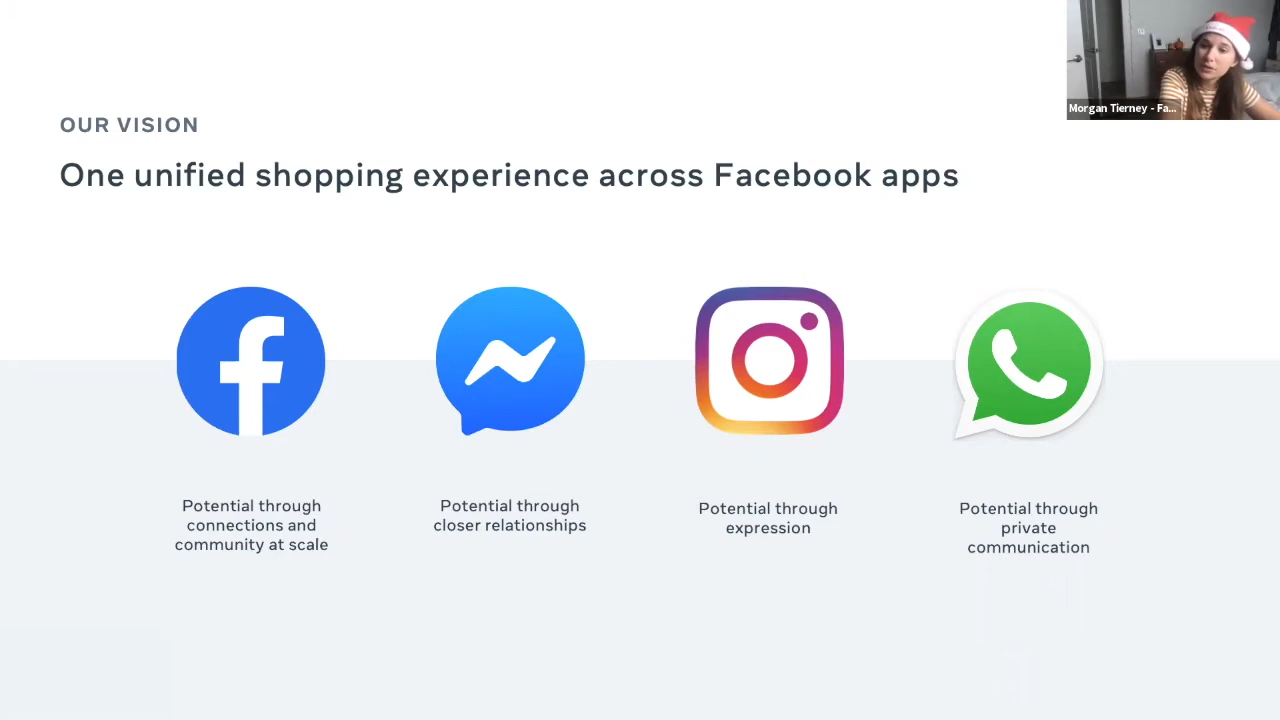 OUR VISION
One unified shopping experience across Facebook apps
Morgan Tierney - Fa...
Potential through
connections and
community at scale
Potential through
closer relationships
Potential through
expression
Potential through
private
communication